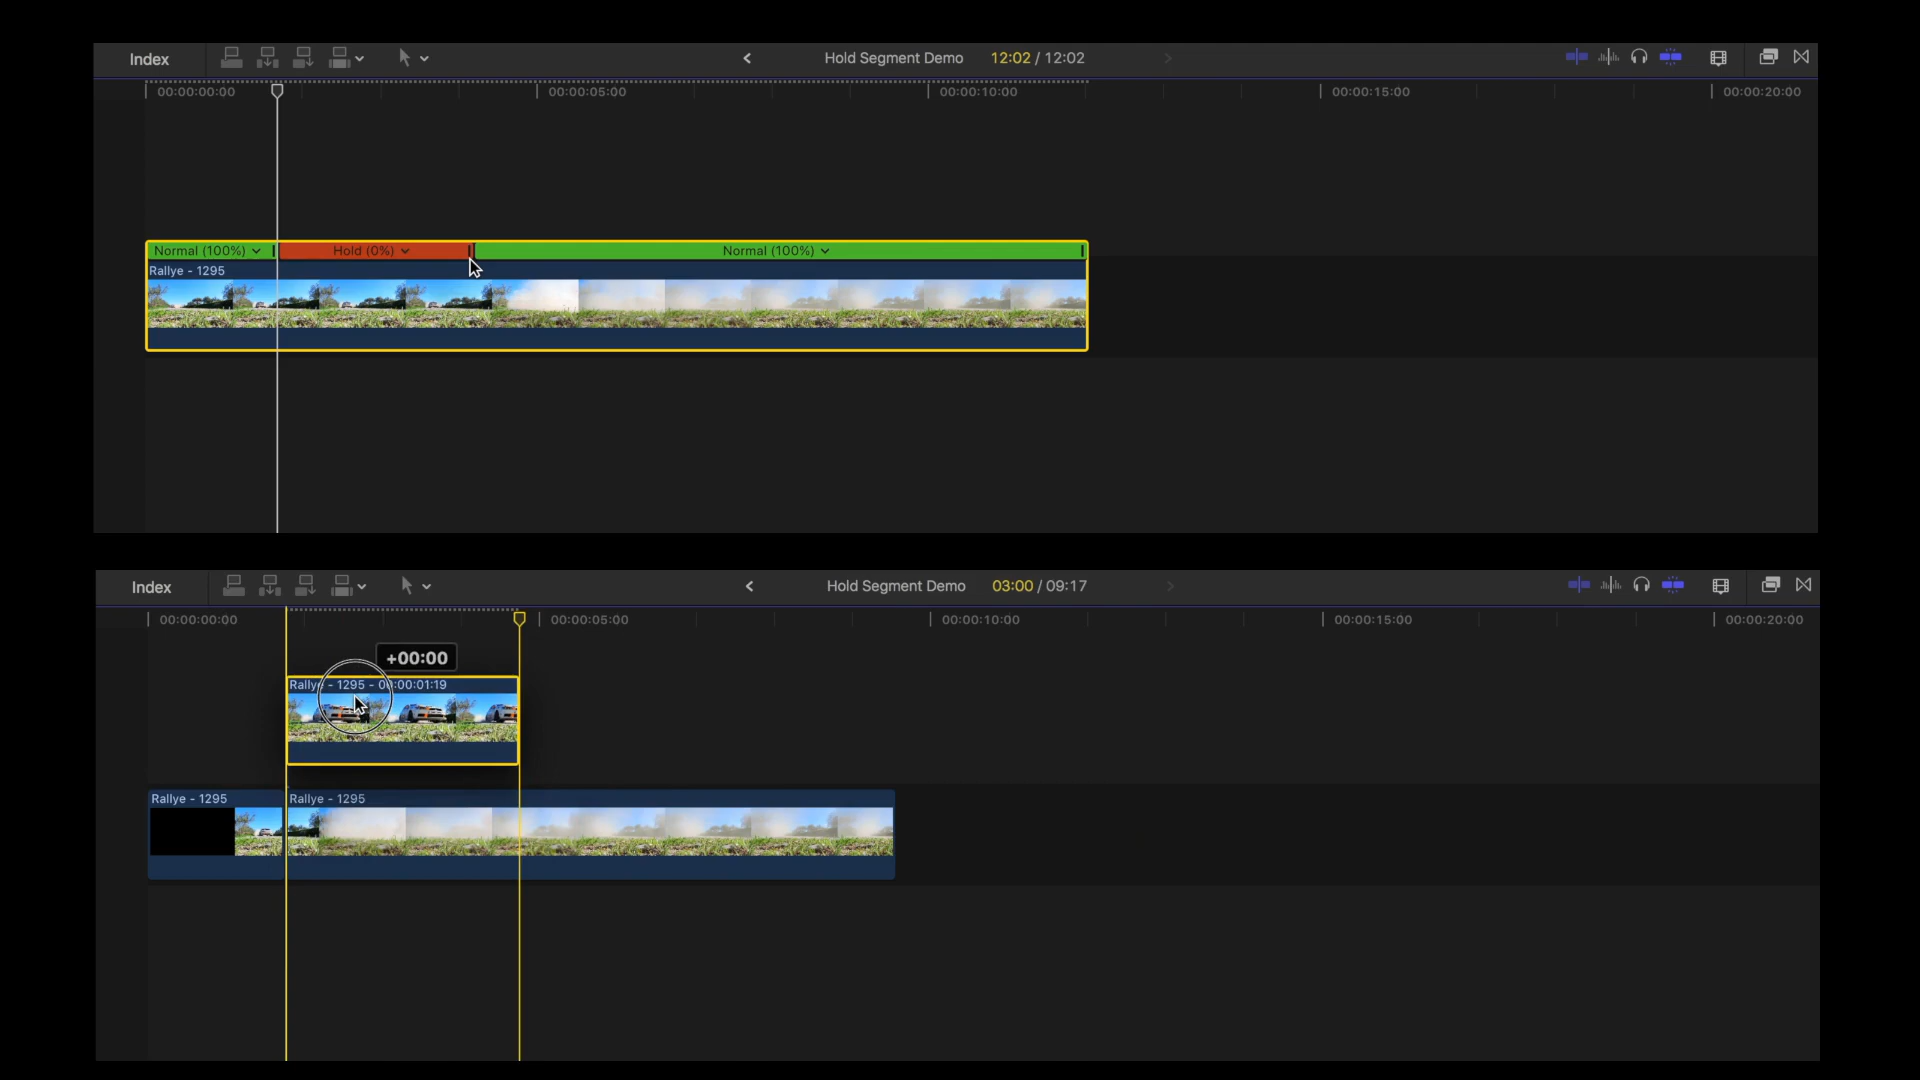 Index
Hold Segment Demo 12:02 / 12:02
00:00:00:00 00:00:05:00 00:00:10:00 00:00:15:00 00:00:20:00
Normal (100%) Hold (0%) Normal (100%)
Rallye - 1295
Index
Hold Segment Demo 03:00 / 09:17
00:00:00:00 00:00:05:00 00:00:10:00 00:00:15:00 00:00:20:00
+00:00
Rallye - 1295 - 00:00:01:19
Rallye - 1295 Rallye - 1295